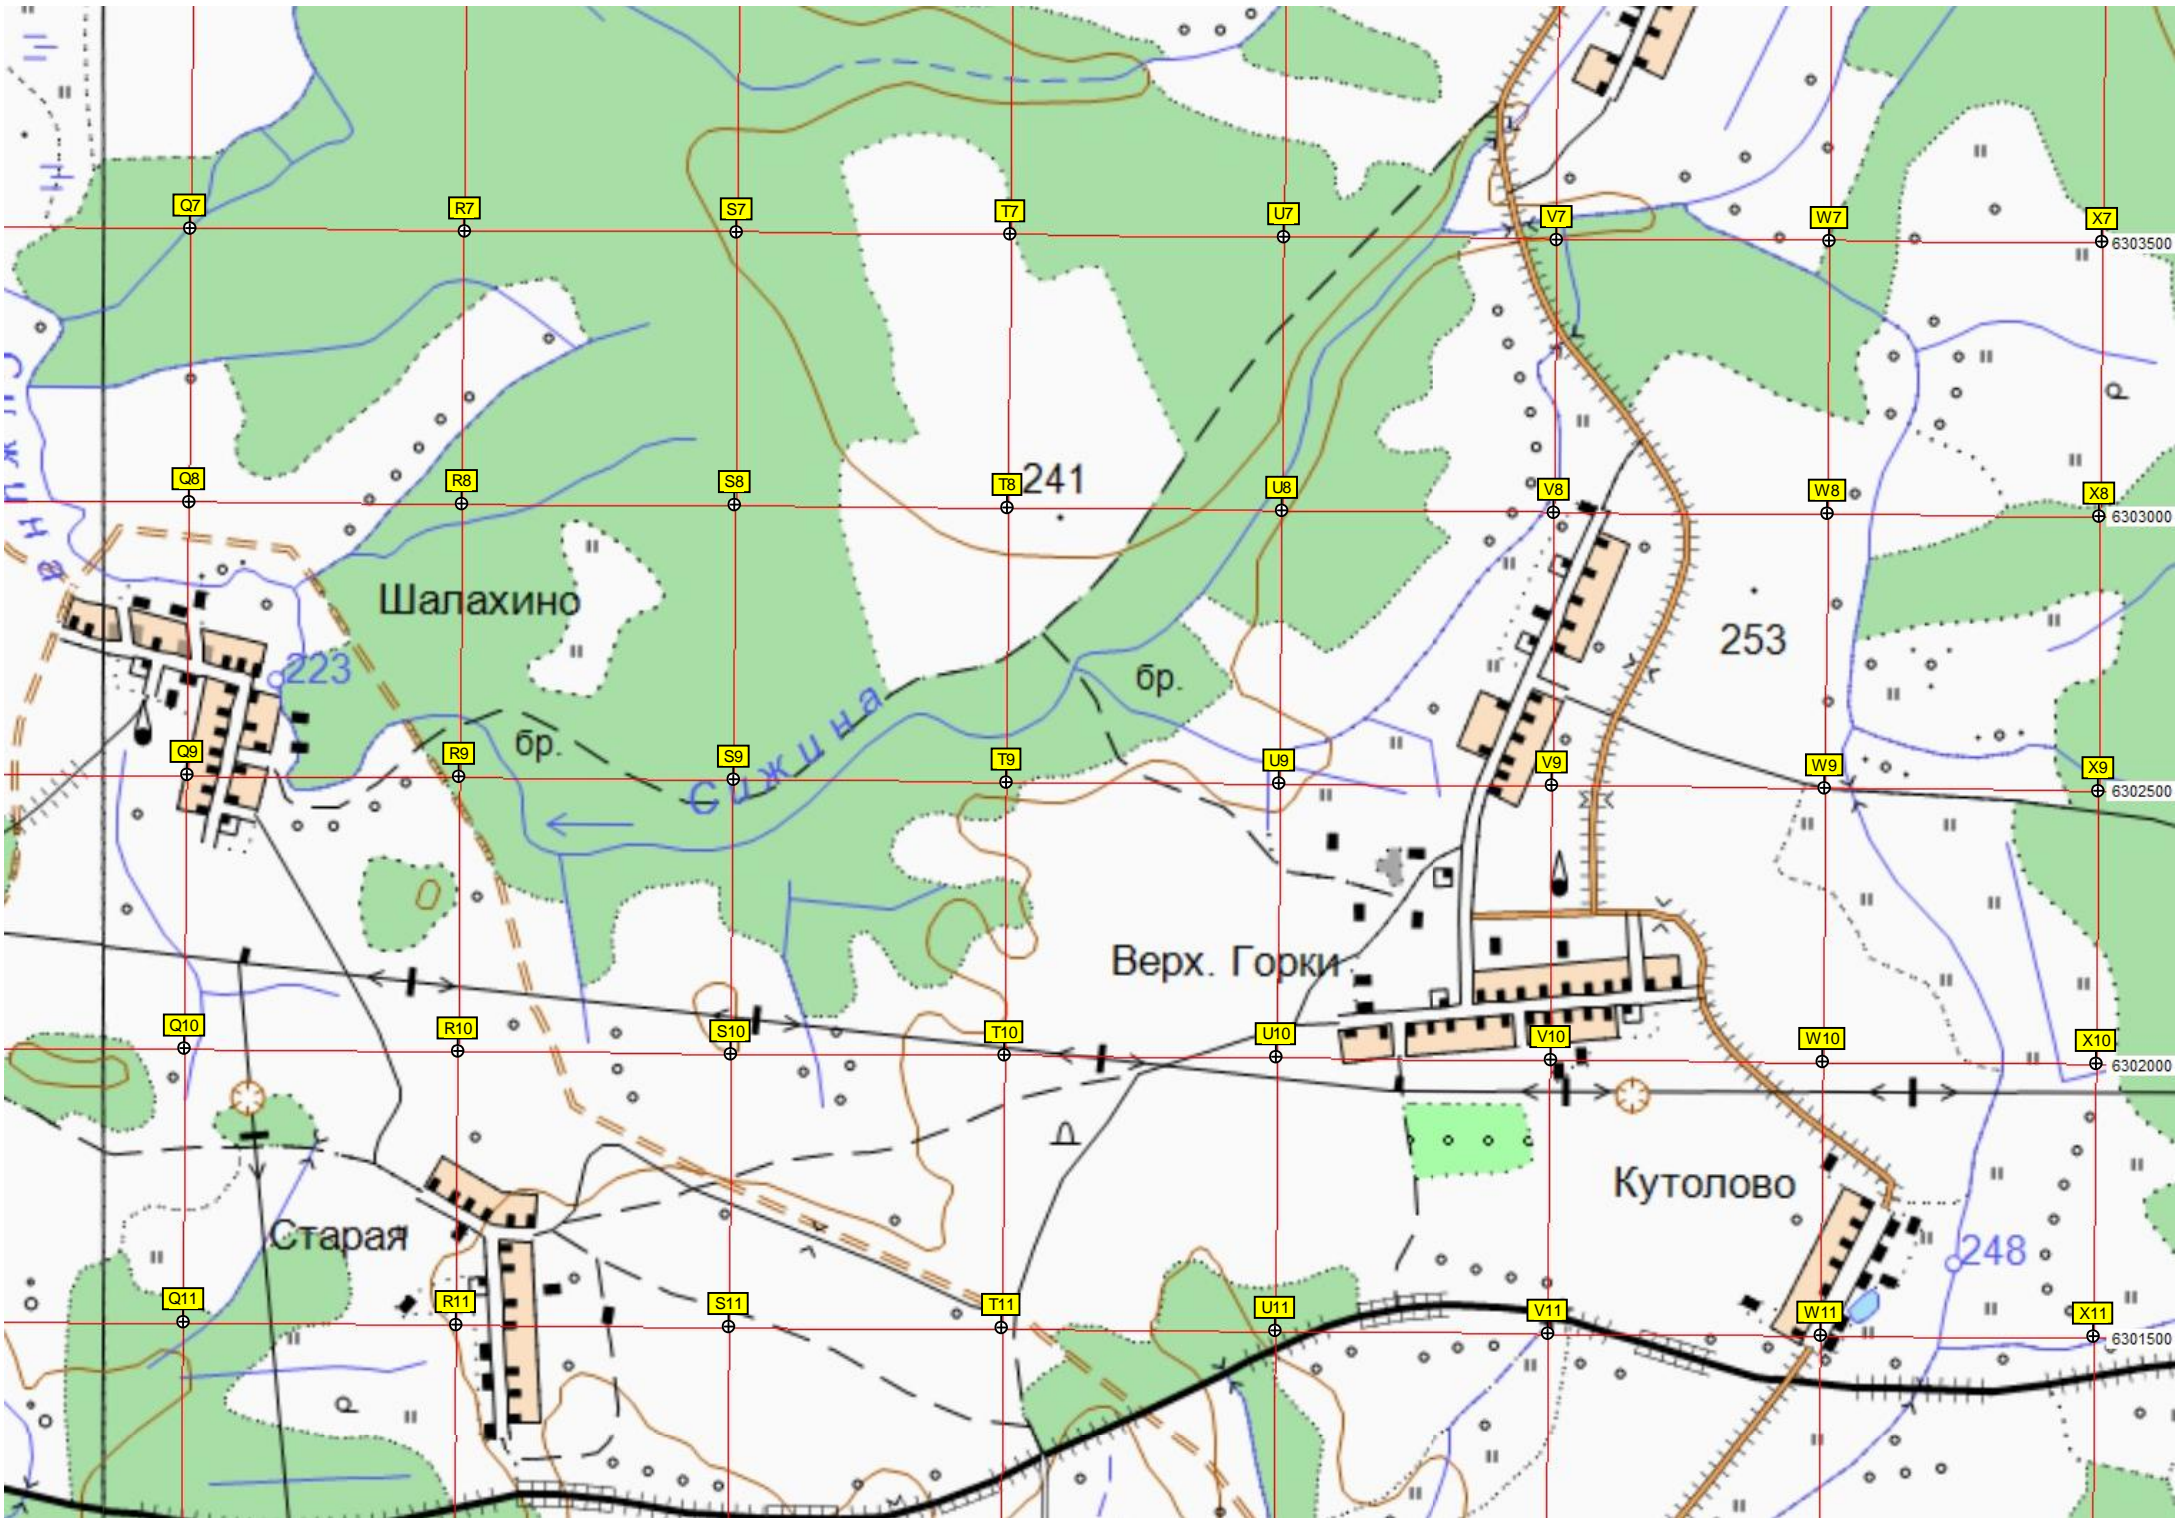 Q7
R7
S7
T7
U7
V7
W7
X7
6303500
Сижина
Q8
R8
S8
T8
241
U8
V8
W8
X8
6303000
Шалахино
223
253
бр.
бр.
Сижина
Q9
R9
S9
T9
U9
V9
W9
X9
6302500
Верх. Горки
Q10
R10
S10
T10
U10
V10
W10
X10
6302000
Кутолово
Старая
248
Q11
R11
S11
T11
U11
V11
W11
X11
6301500